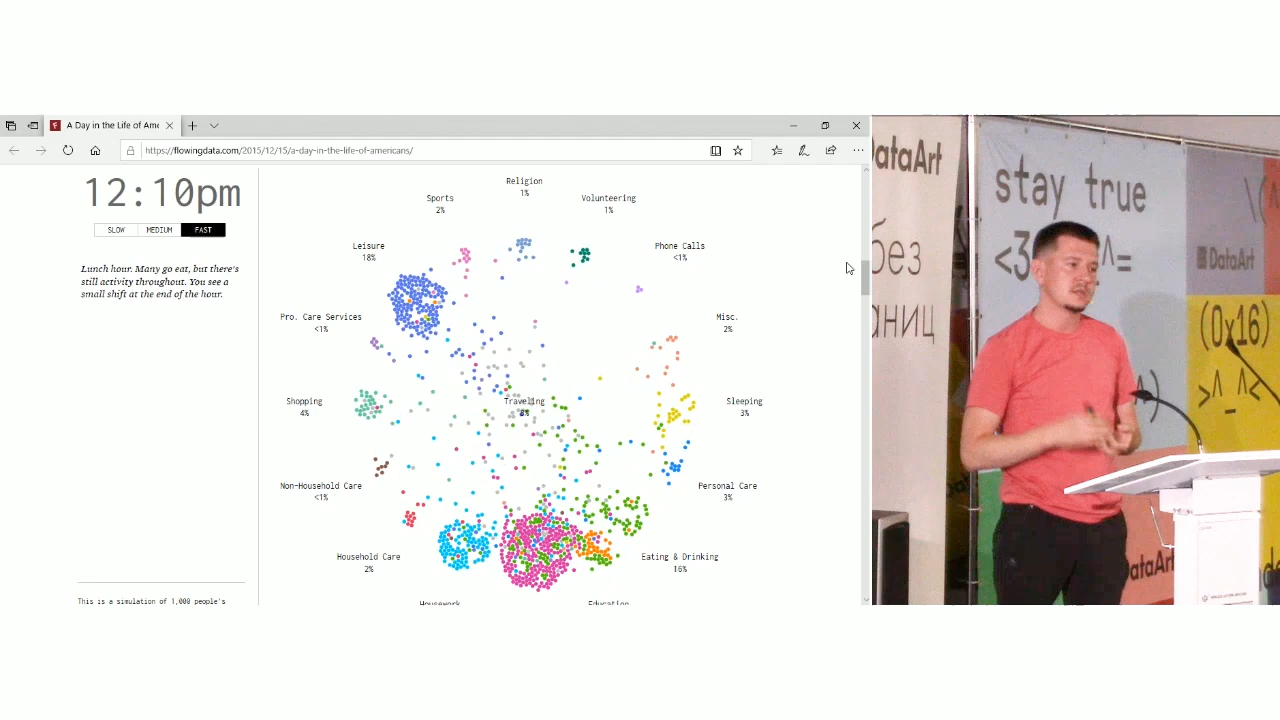 A Day in the Life of Ame
https://flowingdata.com/2015/12/15/a-day-in-the-life-of-americans/
12:10pm
SLOW
MEDIUM
FAST
Lunch hour. Many go eat, but there's
still activity throughout. You see a
small shift at the end of the hour.
This is a simulation of 1,000 people's
Religion
1%
Sports
2%
Volunteering
1%
Leisure
18%
Phone Calls
<1%
Pro. Care Services
<1%
Misc.
2%
Shopping
4%
Traveling
Sleeping
3%
Non-Household Care
<1%
Personal Care
3%
Household Care
2%
Eating & Drinking
16%
Housework
Education
DataArt
без
аниц
stay true
<3 ^=
DataArt
(0x16)
>^_^<
DataArt